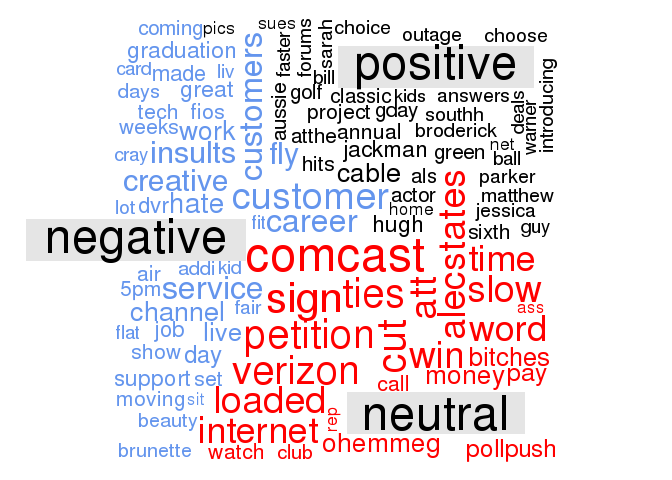 coming pics sues faster forums sarah choice outage choose
graduation customers bill positive
card made liv golf classic kids answers deals warner introducing
days great aussie project gday southh
tech fios atthe annual broderick
weeks work jackman green net
cray insults fly hits cable als ball parker
creative customer actor matthew
lot dvr hate fit career hugh home jessica
negative sixth guy
comcast alecstates time
air addi kid
5pm service sign ties att slow
channel fair ass
flat job live petition cut word
show day verizon win bitches
support set call money pay
moving sit loaded neutral
beauty internet rep
brunette watch club ohemmeg pollpush